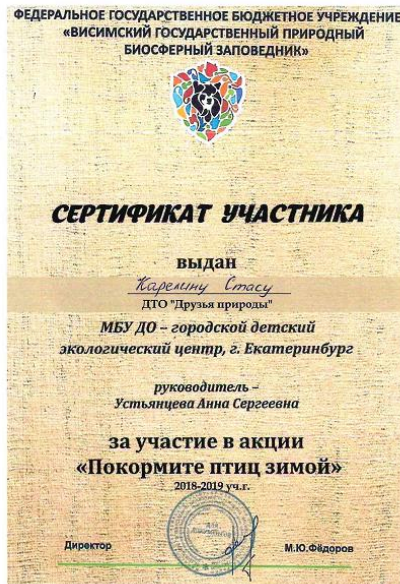 ФЕДЕРАЛЬНОЕ ГОСУДАРСТВЕННОЕ БЮДЖЕТНОЕ УЧРЕЖДЕНИЕ
«ВИСИМСКИЙ ГОСУДАРСТВЕННЫЙ ПРИРОДНЫЙ
БИОСФЕРНЫЙ ЗАПОВЕДНИК»
СЕРТИФИКАТ УЧАСТНИКА
выдан
Карелину Стасу
ДТО "Друзья природы"
МБУ ДО – городской детский
экологический центр, г. Екатеринбург
руководитель –
Устьянцева Анна Сергеевна
за участие в акции
«Покормите птиц зимой»
2018-2019 уч.г.
Директор
М.Ю.Фёдоров